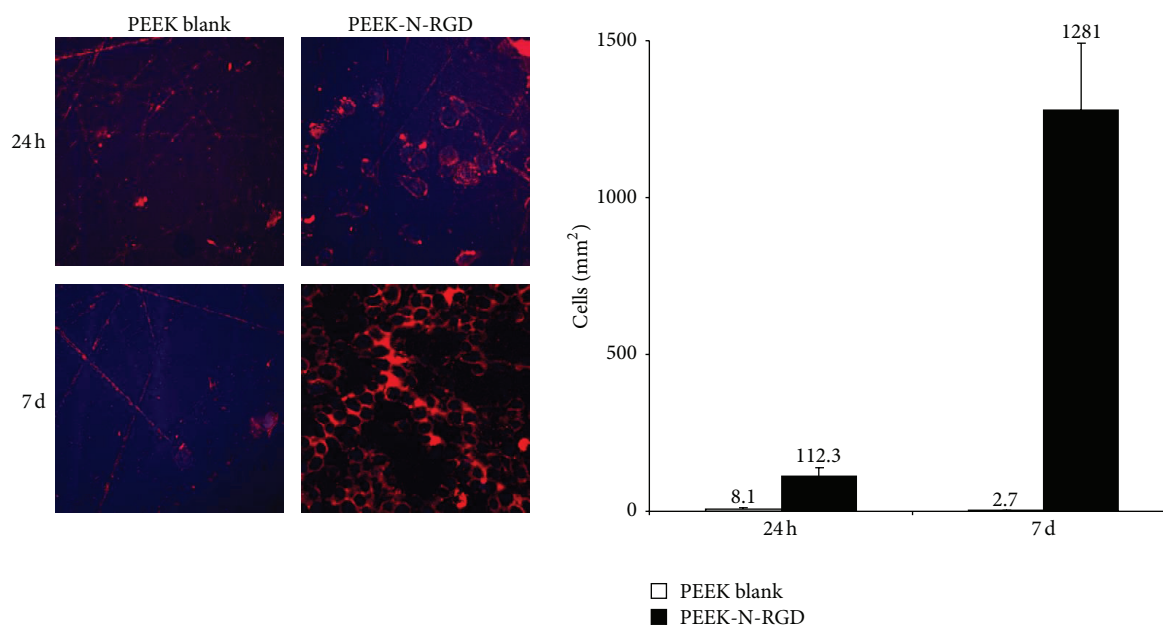 PEEK blank PEEK-N-RGD
24 h
7 d
1500
1000
500
0
Cells (mm²)
8.1
112.3
2.7
1281
24 h 7 d
PEEK blank
PEEK-N-RGD